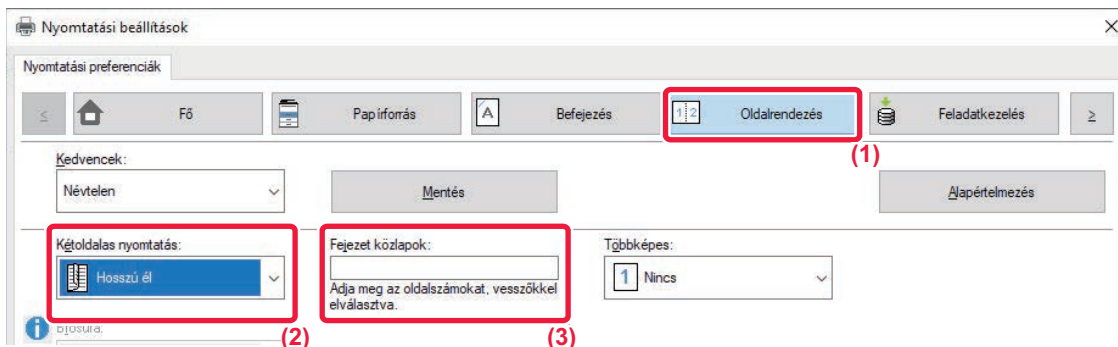 Nyomtatási beállítások
Nyomtatási preferenciák
Fő
Papírforrás
Befejezés
Oldalrendezés
Feladatkezelés
(1)
Kedvencek:
Névtelen
Mentés
Alapértelmezés
Kétoldalas nyomtatás:
Hosszú él
Fejezet közlapok:
Adja meg az oldalszámokat, vesszőkkel
elválasztva.
Többképes:
1 Nincs
(2)
(3)